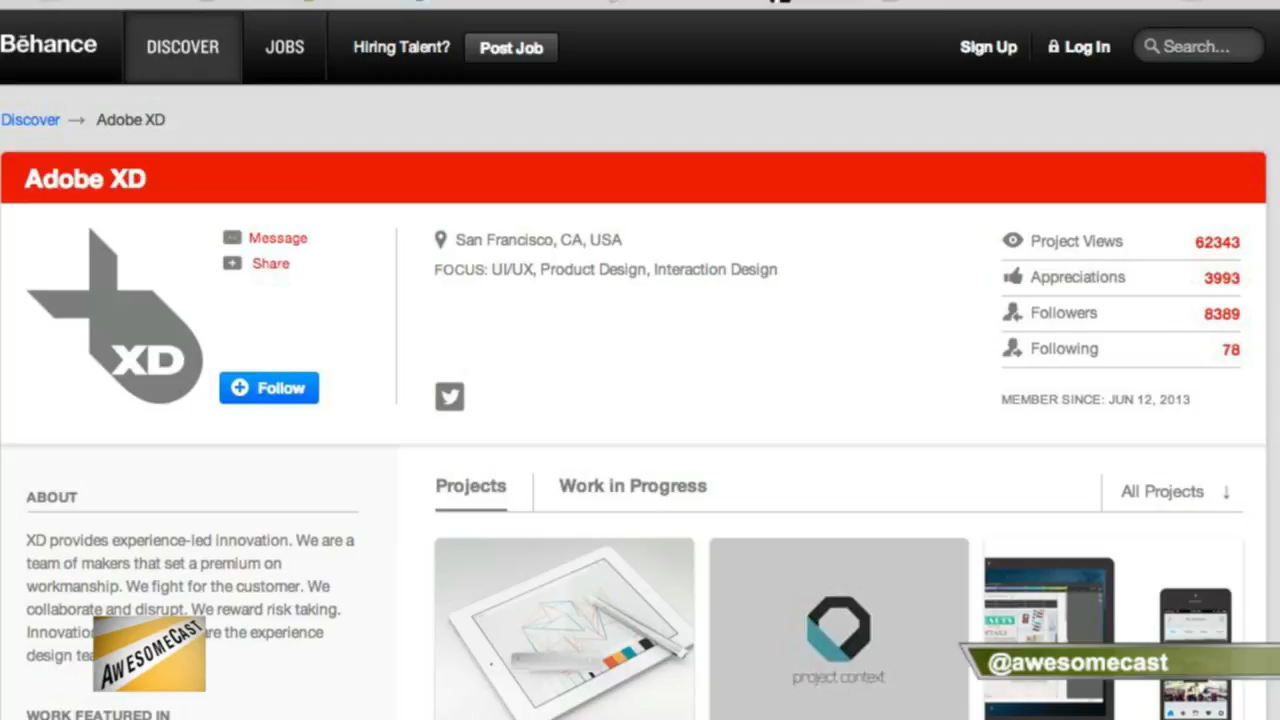 Bēhance
DISCOVER
JOBS
Hiring Talent?
Post Job
Sign Up
Log In
Search...
Discover → Adobe XD
Adobe XD
XD
Message
Share
Follow
San Francisco, CA, USA
FOCUS: UI/UX, Product Design, Interaction Design
Project Views 62343
Appreciations 3993
Followers 8389
Following 78
MEMBER SINCE: JUN 12, 2013
ABOUT
XD provides experience-led innovation. We are a
team of makers that set a premium on
workmanship. We fight for the customer. We
collaborate and disrupt. We reward risk taking.
are the experience
design
WORK FEATURED IN
Projects
Work in Progress
All Projects ↓
project context
AWESOMECAST
@awesomecast